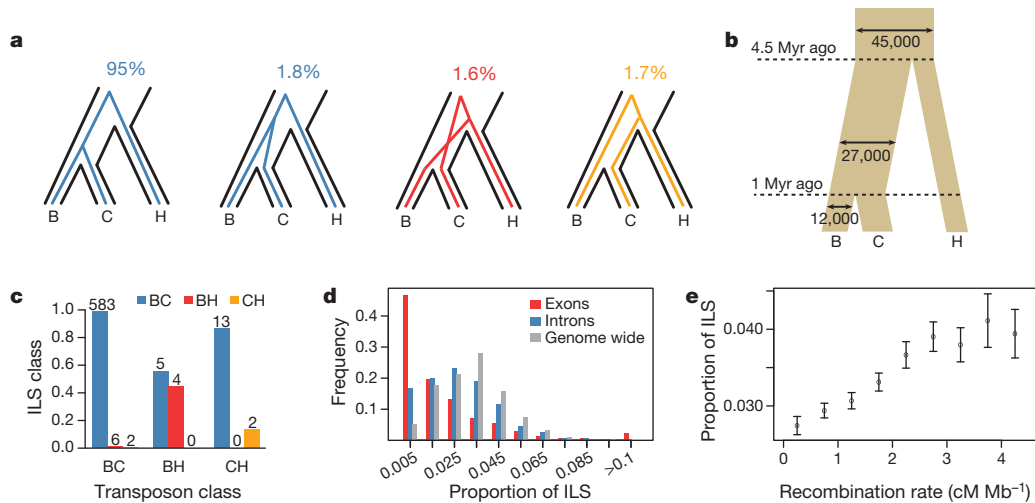 a
95%
1.8%
1.6%
1.7%
B C H
B C H
B C H
B C H
b
4.5 Myr ago
45,000
27,000
1 Myr ago
12,000
B C H
c
BC BH CH
ILS class
1.0
0.8
0.6
0.4
0.2
0.0
583
6 2
5
4
0
13
0
2
BC BH CH
Transposon class
d
Exons
Introns
Genome wide
Frequency
0.4
0.3
0.2
0.1
0.005 0.025 0.045 0.065 0.085 >0.1
Proportion of ILS
e
Proportion of ILS
0.040
0.030
0 1 2 3 4
Recombination rate (cM Mb⁻¹)